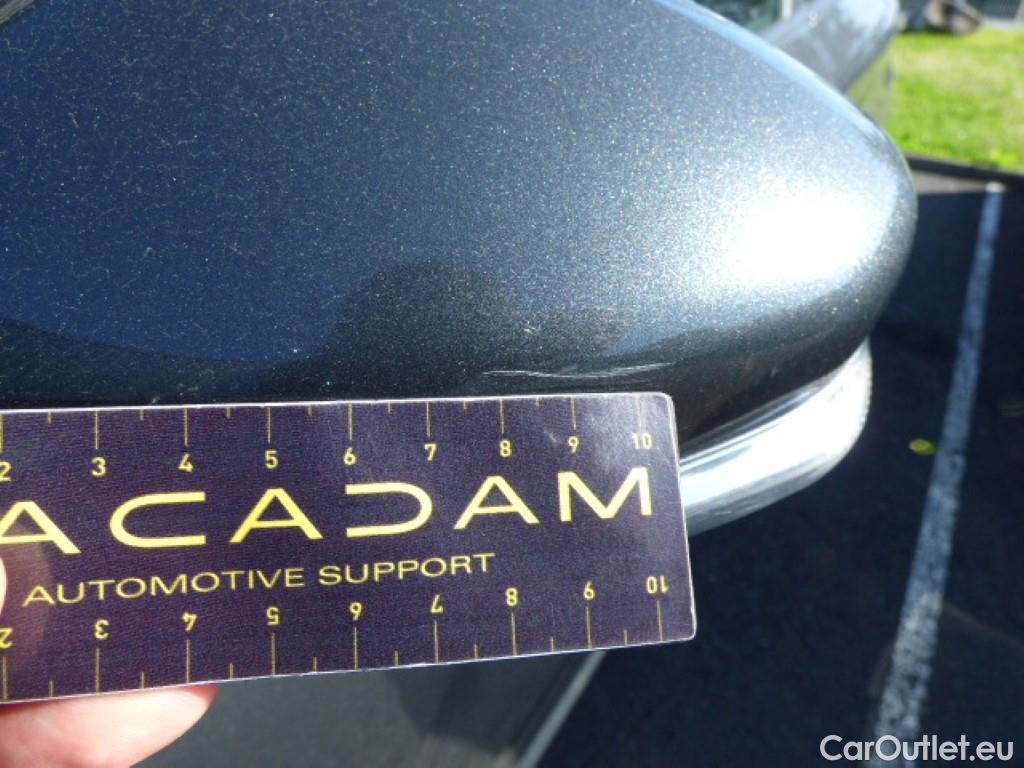 2 3 4 5 6 7 8 9 10
ACADAM
AUTOMOTIVE SUPPORT
2 3 4 5 6 7 8 9 10
CarOutlet.eu